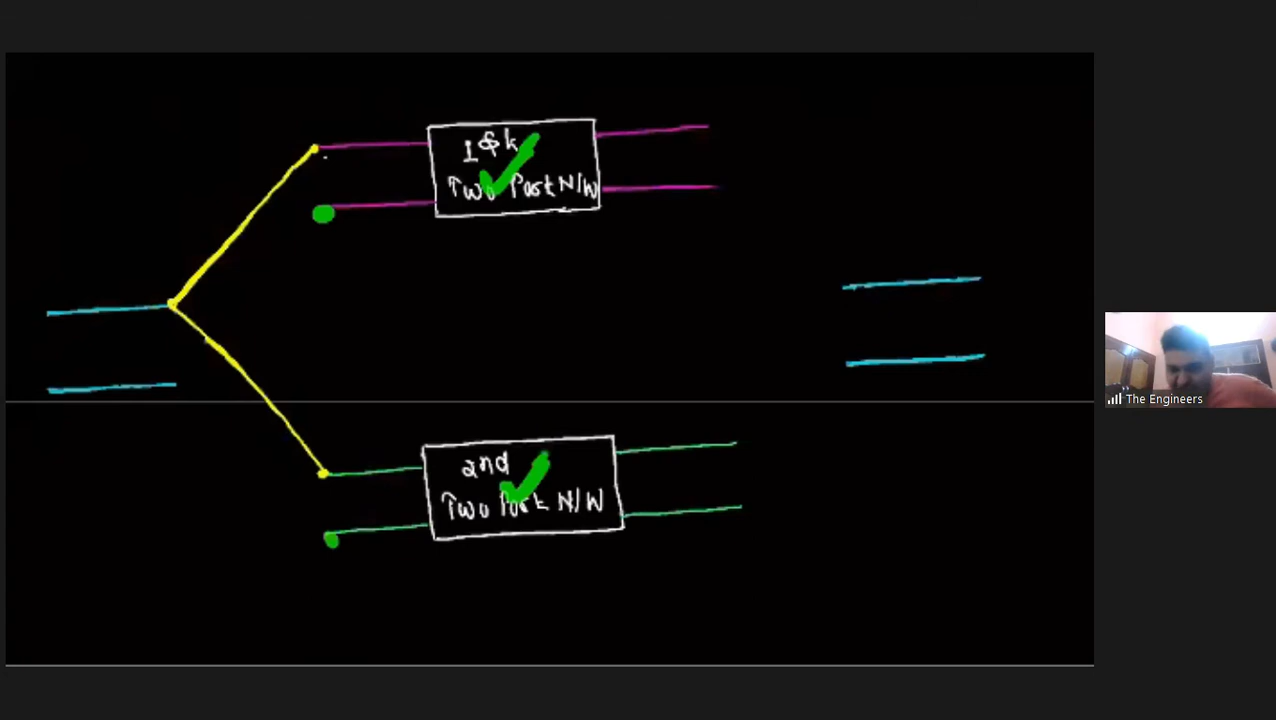 1st
Two Port N/W
2nd
Two Port N/W
The Engineers